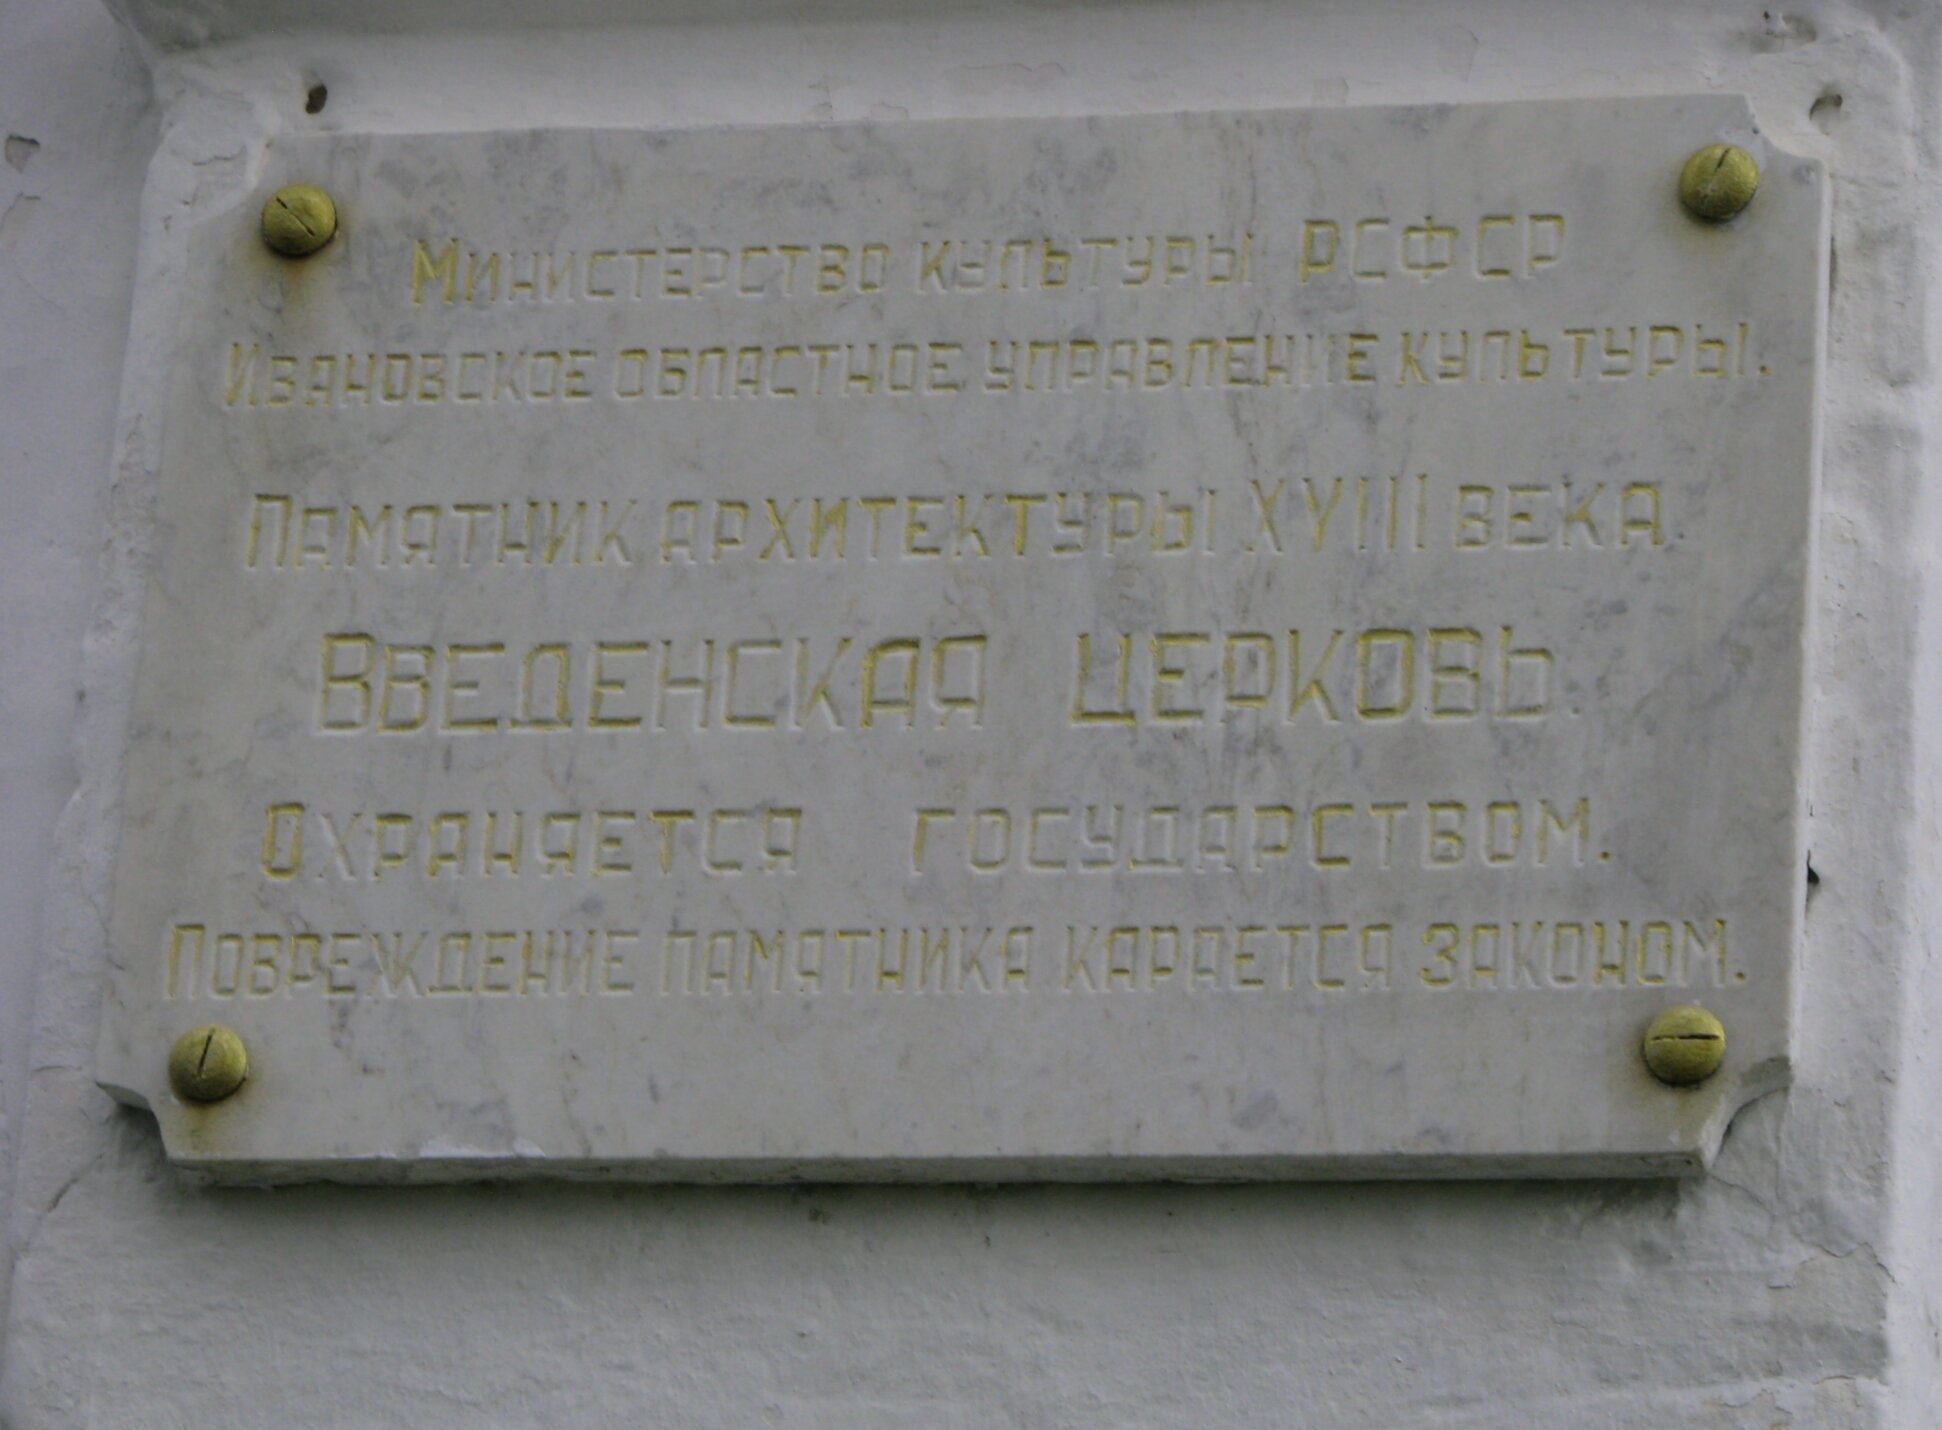 Министерство культуры РСФСР
Ивановское областное управление культуры.
Памятник архитектуры XVIII века.
Введенская церковь.
Охраняется государством.
Повреждение памятника карается законом.